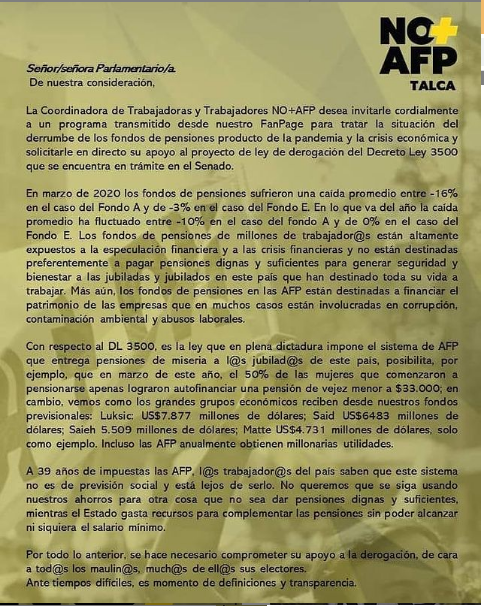 NO+
AFP
TALCA
Señor/señora Parlamentario/a.
De nuestra consideración,
La Coordinadora de Trabajadoras y Trabajadores NO+AFP desea invitarle cordialmente
a un programa transmitido desde nuestro FanPage para tratar la situación del
derrumbe de los fondos de pensiones producto de la pandemia y la crisis económica y
solicitarle en directo su apoyo al proyecto de ley de derogación del Decreto Ley 3500
que se encuentra en trámite en el Senado.
En marzo de 2020 los fondos de pensiones sufrieron una caída promedio entre -16%
en el caso del Fondo A y de -3% en el caso del Fondo E. En lo que va del año la caída
promedio ha fluctuado entre -10% en el caso del fondo A y de 0% en el caso del
Fondo E. Los fondos de pensiones de millones de trabajador@s están altamente
expuestos a la especulación financiera y a las crisis financieras y no están destinadas
preferentemente a pagar pensiones dignas y suficientes para generar seguridad y
bienestar a las jubiladas y jubilados en este país que han destinado toda su vida a
trabajar. Más aún, los fondos de pensiones en las AFP están destinadas a financiar el
patrimonio de las empresas que en muchos casos están involucradas en corrupción,
contaminación ambiental y abusos laborales.
Con respecto al DL 3500, es la ley que en plena dictadura impone el sistema de AFP
que entrega pensiones de miseria a l@s jubilad@s de este país, posibilita, por
ejemplo, que en marzo de este año, el 50% de las mujeres que comenzaron a
pensionarse apenas lograron autofinanciar una pensión de vejez menor a $33.000; en
cambio, vemos como los grandes grupos económicos reciben desde nuestros fondos
previsionales: Luksic: US$7.877 millones de dólares; Said US$6483 millones de
dólares; Saieh 5.509 millones de dólares; Matte US$4.731 millones de dólares, solo
como ejemplo. Incluso las AFP anualmente obtienen millonarias utilidades.
A 39 años de impuestas las AFP, l@s trabajador@s del país saben que este sistema
no es de previsión social y está lejos de serlo. No queremos que se siga usando
nuestros ahorros para otra cosa que no sea dar pensiones dignas y suficientes,
mientras el Estado gasta recursos para complementar las pensiones sin poder alcanzar
ni siquiera el salario mínimo.
Por todo lo anterior, se hace necesario comprometer su apoyo a la derogación, de cara
a tod@s los maulin@s, much@s de ell@s sus electores.
Ante tiempos difíciles, es momento de definiciones y transparencia.